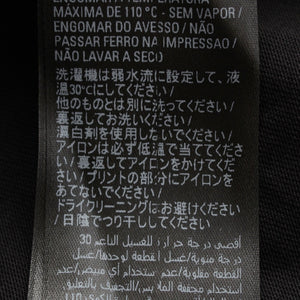 MÁXIMA DE 110 °C - SEM VAPOR /
ENGOMAR DO AVESSO / NÃO
PASSAR FERRO NA IMPRESSAO /
NÃO LAVAR A SECO
洗濯機は弱水流に設定して、液
温30℃にしてください/
他のものとは別に洗ってください/
裏返してお洗いください/
漂白剤を使用しないでください/
アイロンは必ず低温で当ててくだ
さい/裏返してアイロンをかけてくだ
さい/プリントの部分にアイロンを
あてないでください/
ドライクリーニングはお避けください
/日陰でつり干ししてください
أقصى درجة حرارة للغسيل الناعم 30
درجة مئوية/ غسل القطعة لوحدها/ غسل